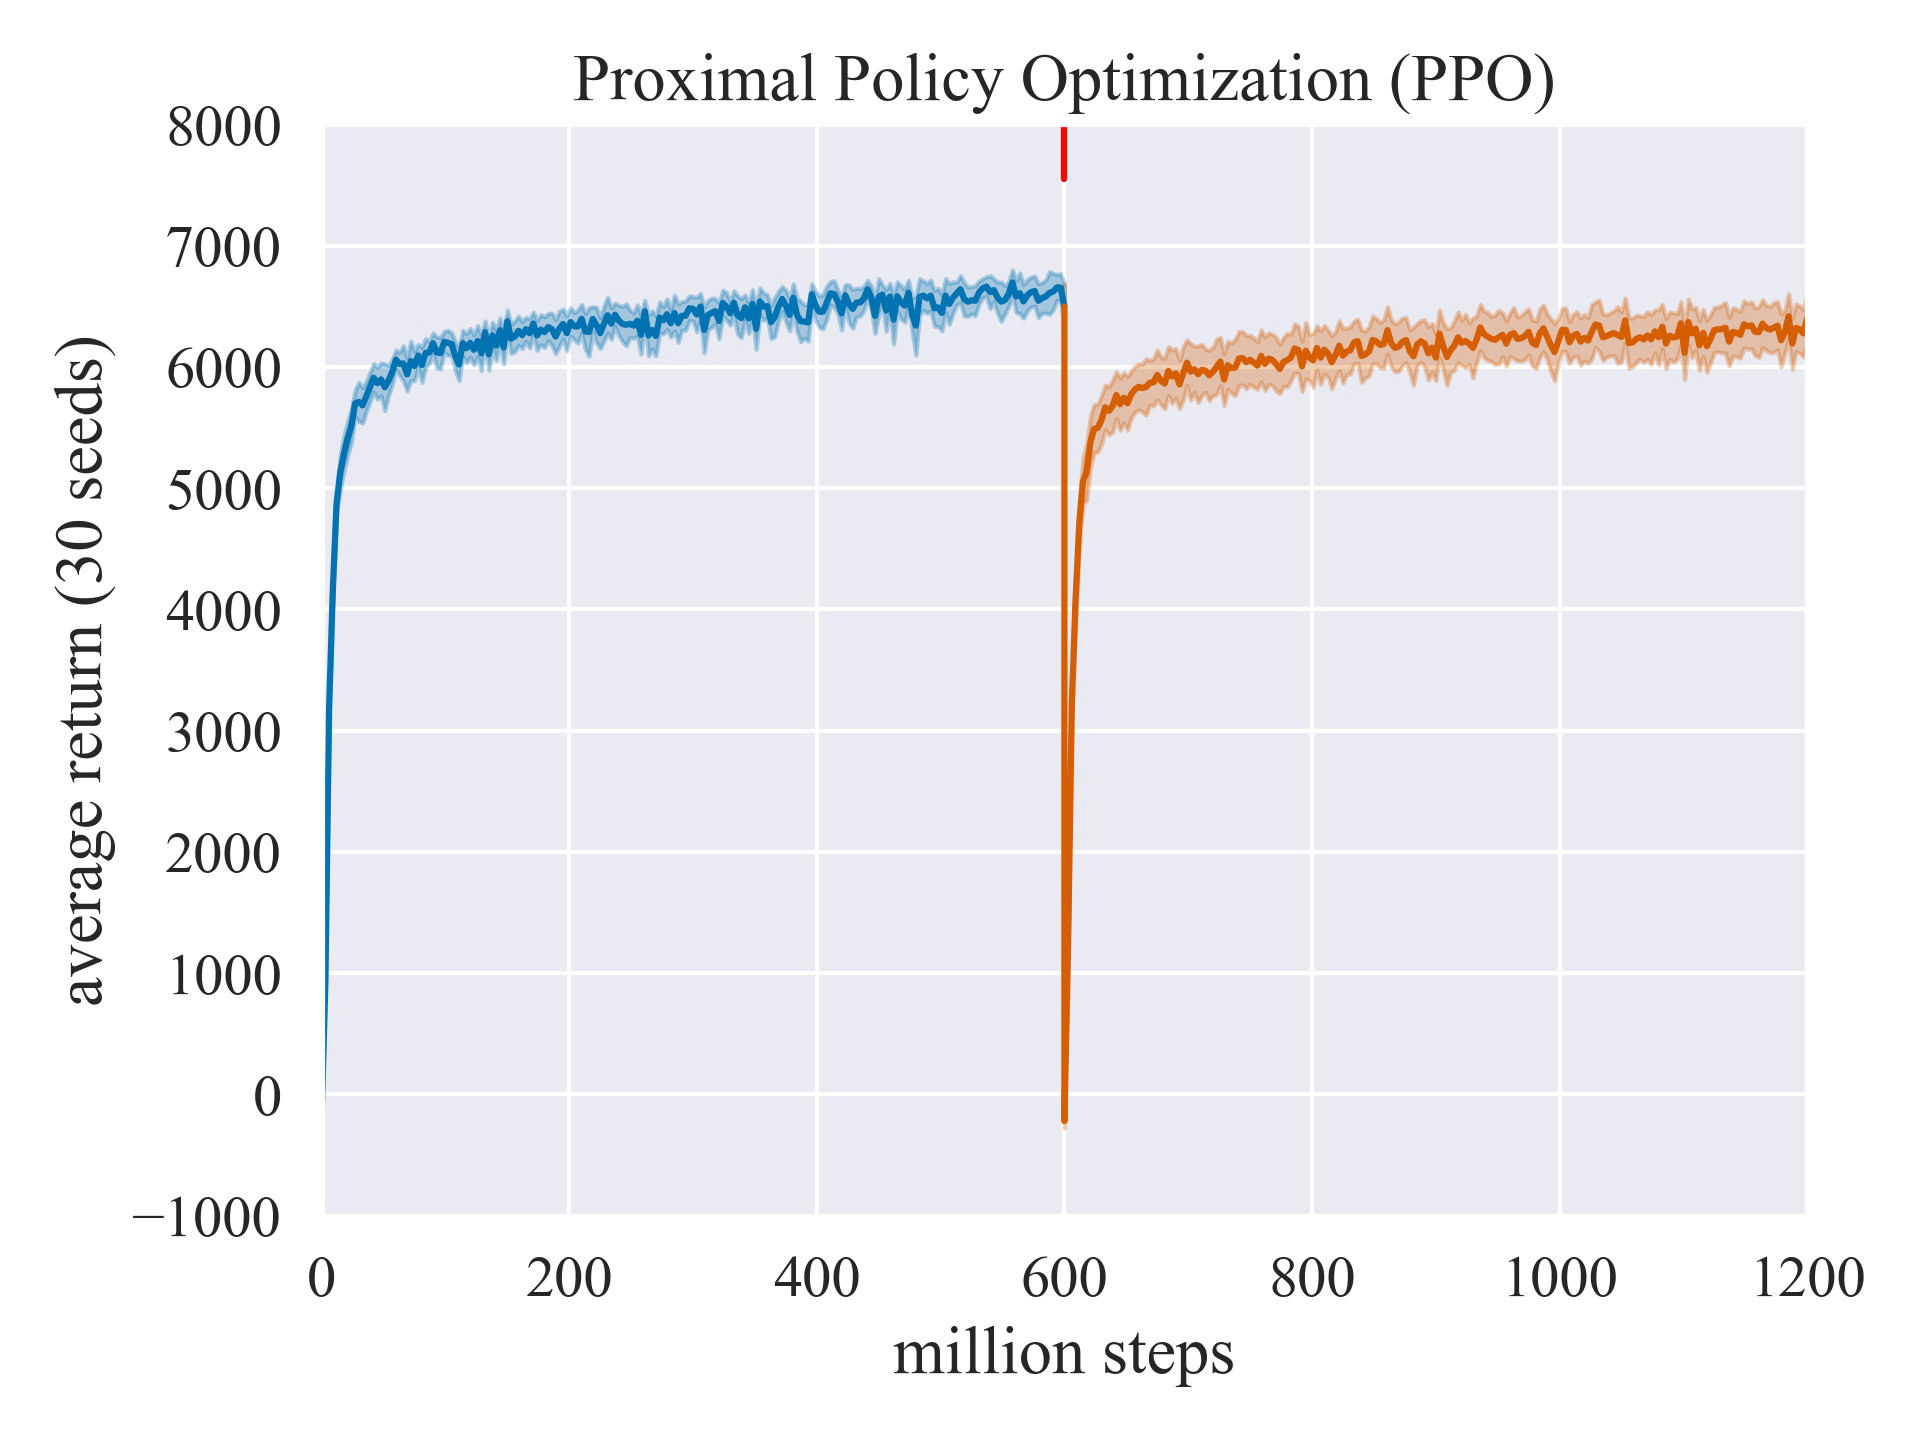 Proximal Policy Optimization (PPO)
8000
7000
6000
5000
4000
3000
2000
1000
0
−1000
average return (30 seeds)
0 200 400 600 800 1000 1200
million steps